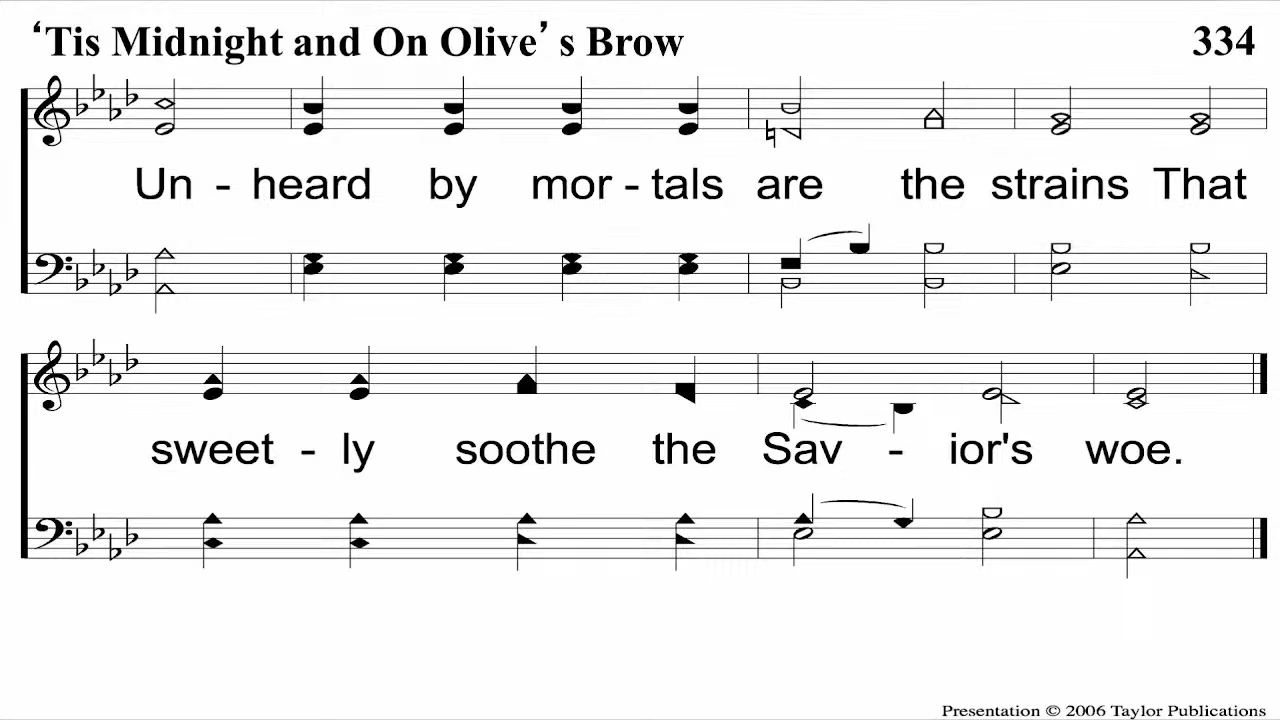 ‘Tis Midnight and On Olive’ s Brow 334
Un - heard by mor - tals are the strains That
sweet - ly soothe the Sav - ior's woe.
Presentation © 2006 Taylor Publications